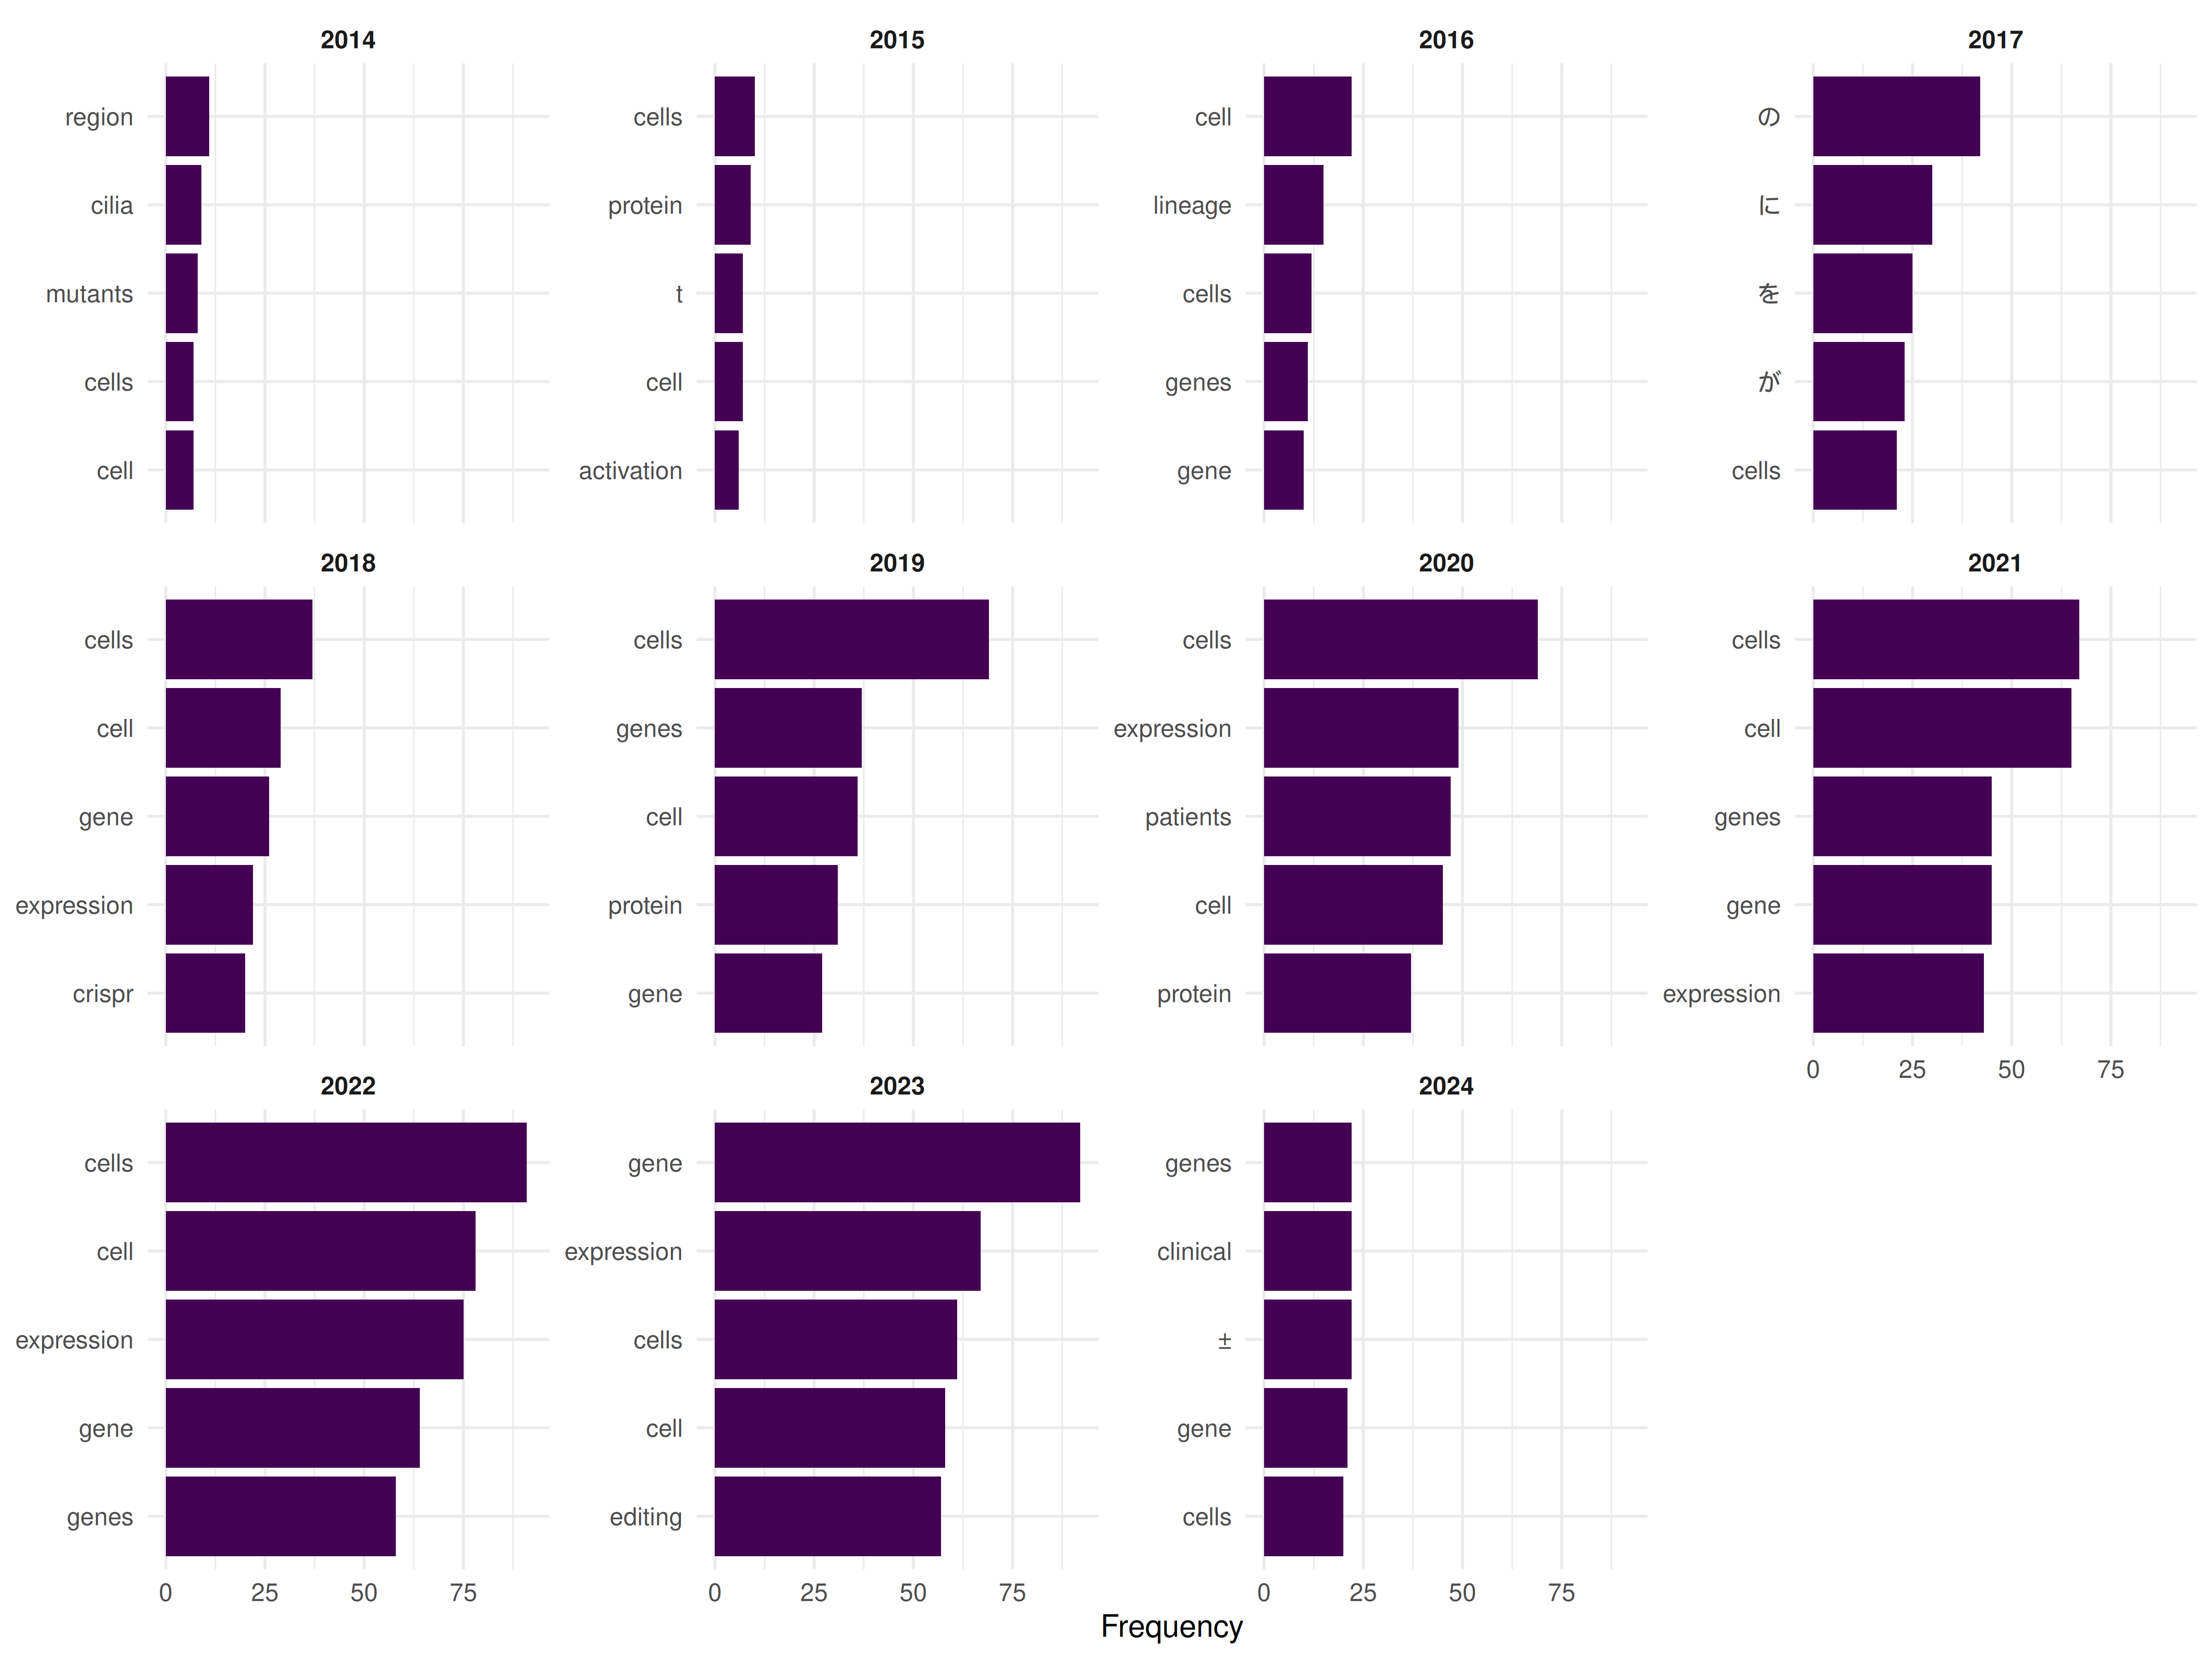 2014
region
cilia
mutants
cells
cell
2015
cells
protein
t
cell
activation
2016
cell
lineage
cells
genes
gene
2017
の
に
を
が
cells
2018
cells
cell
gene
expression
crispr
2019
cells
genes
cell
protein
gene
2020
cells
expression
patients
cell
protein
2021
cells
cell
genes
gene
expression
0 25 50 75
2022
cells
cell
expression
gene
genes
0 25 50 75
2023
gene
expression
cells
cell
editing
0 25 50 75
2024
genes
clinical
±
gene
cells
0 25 50 75
Frequency